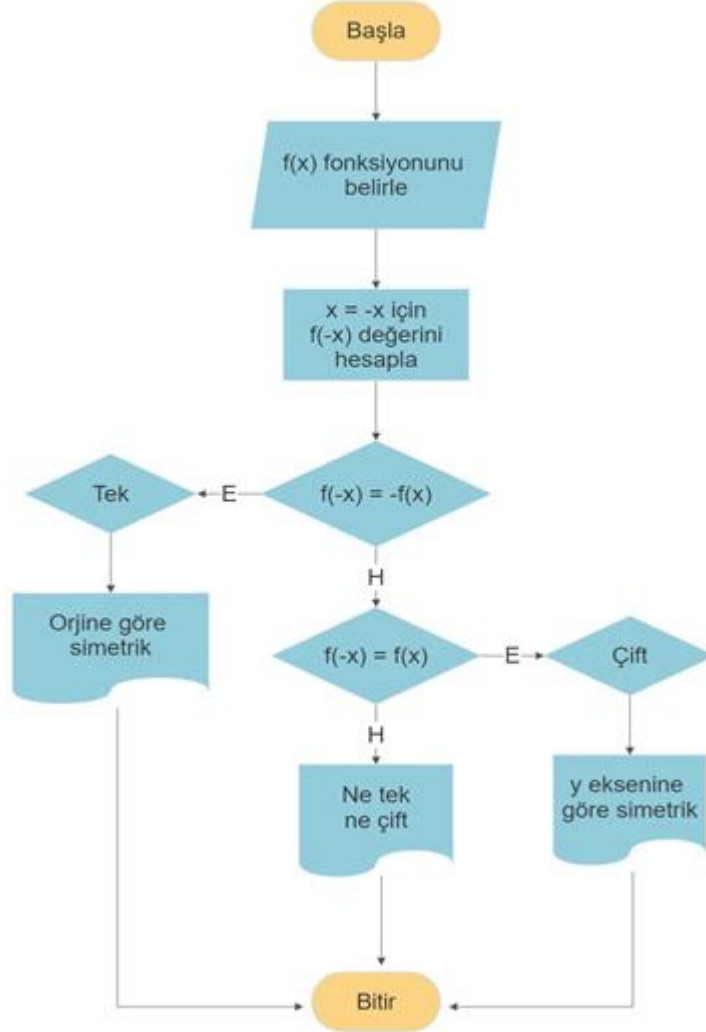 Başla
f(x) fonksiyonunu
belirle
x = -x için
f(-x) değerini
hesapla
Tek
E
f(-x) = -f(x)
H
Orjine göre
simetrik
f(-x) = f(x)
E
Çift
H
Ne tek
ne çift
y eksenine
göre simetrik
Bitir